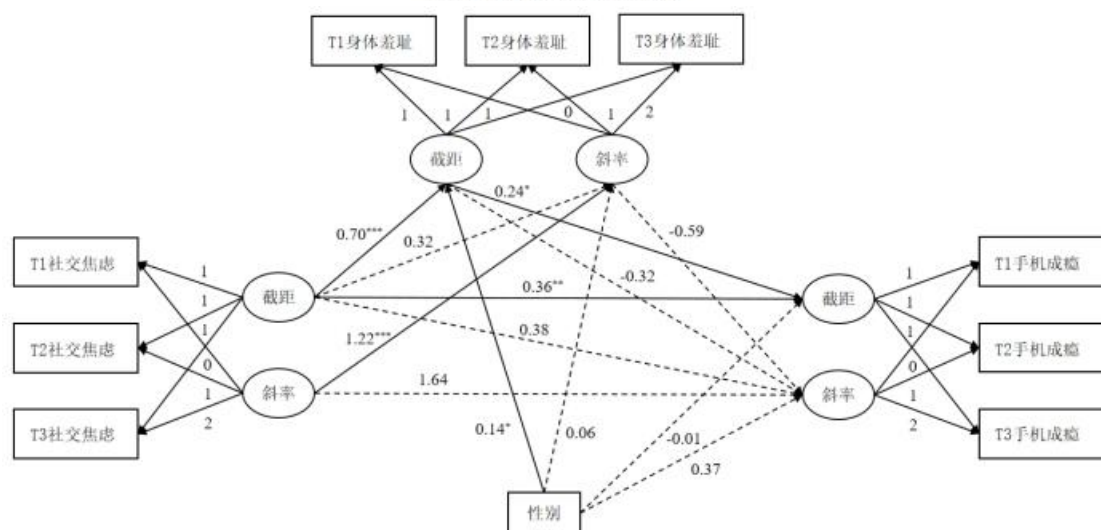 T1身体羞耻 T2身体羞耻 T3身体羞耻
1 1 1 0 1 2
截距 斜率
0.24*
0.70*** 0.32 -0.59
T1社交焦虑 T1手机成瘾
1 -0.32 1
截距 0.36** 截距
1 1
T2社交焦虑 1 0.38 1 T2手机成瘾
0 1.22*** 0
斜率 1.64 斜率
1 1
2 2
T3社交焦虑 0.14* 0.06 -0.01 T3手机成瘾
0.37
性别